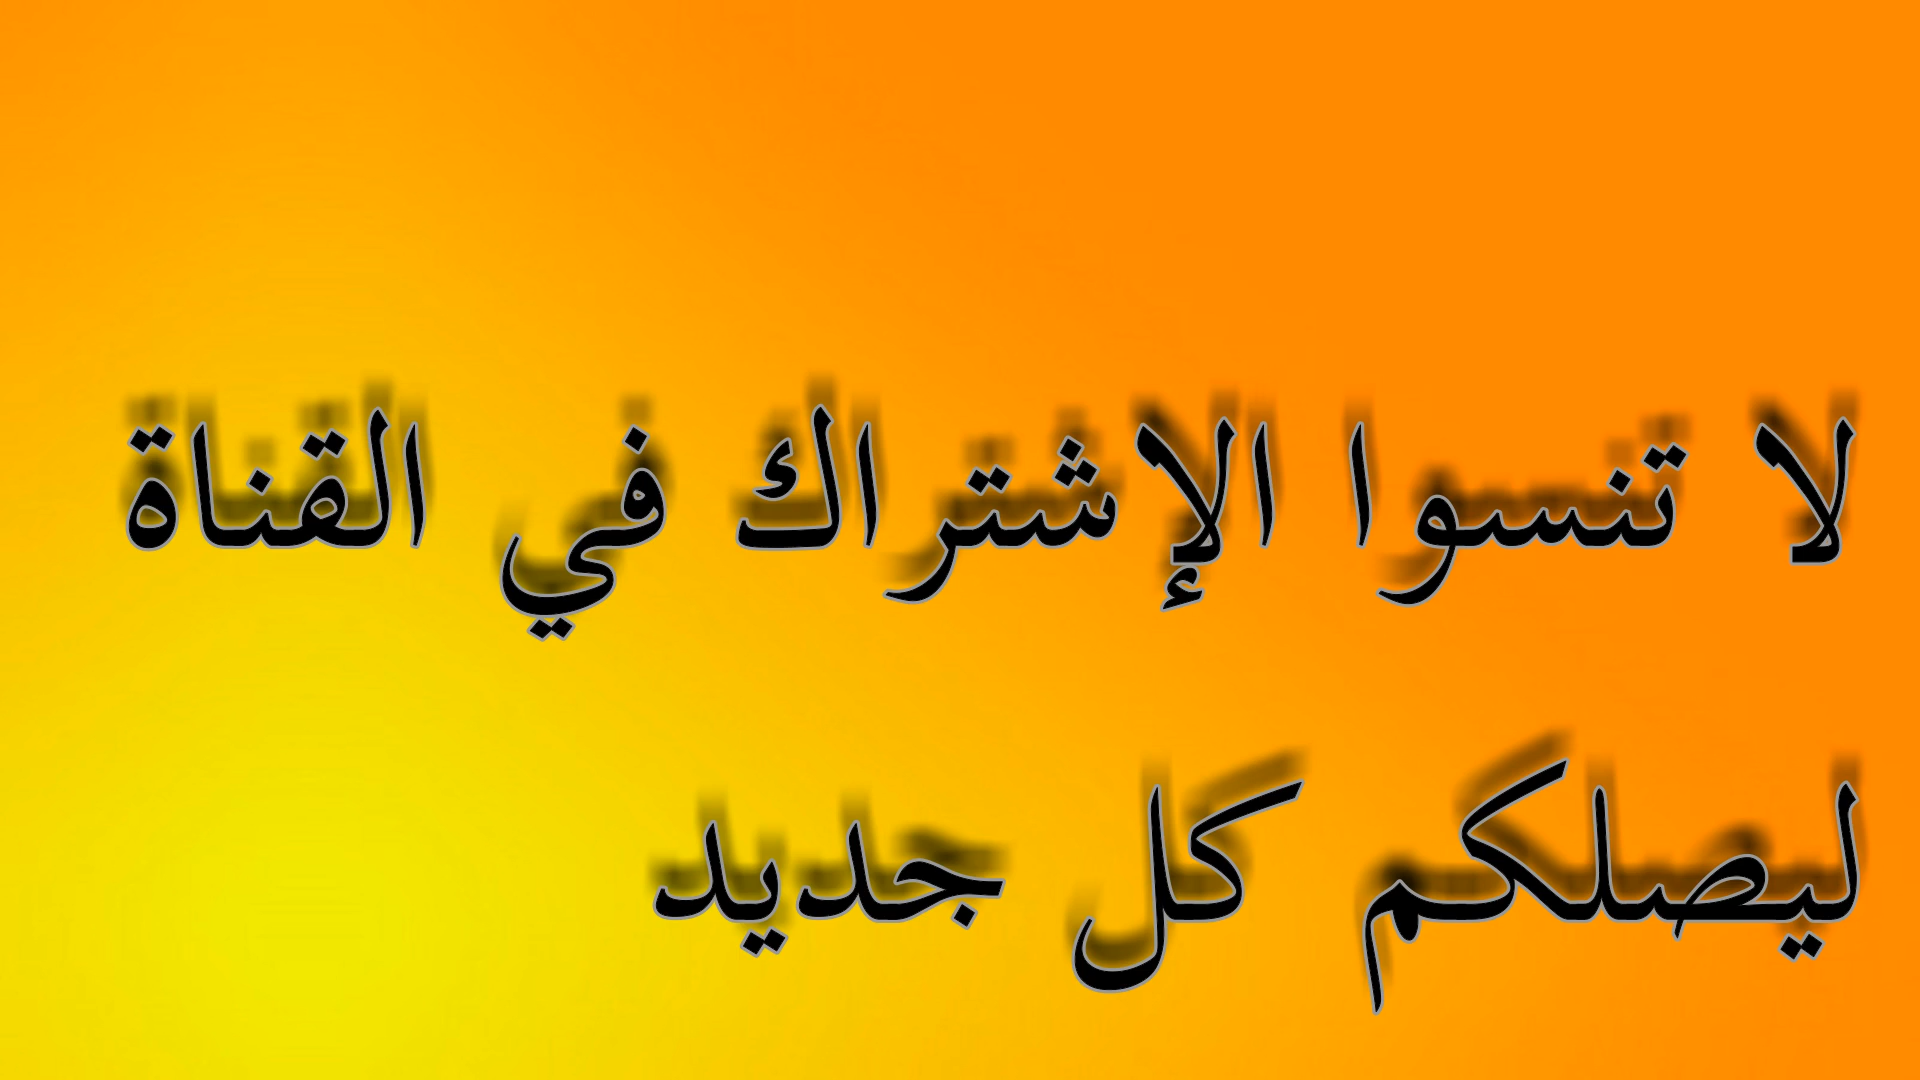 لا تنسوا الإشتراك في القناة
ليصلكم كل جديد